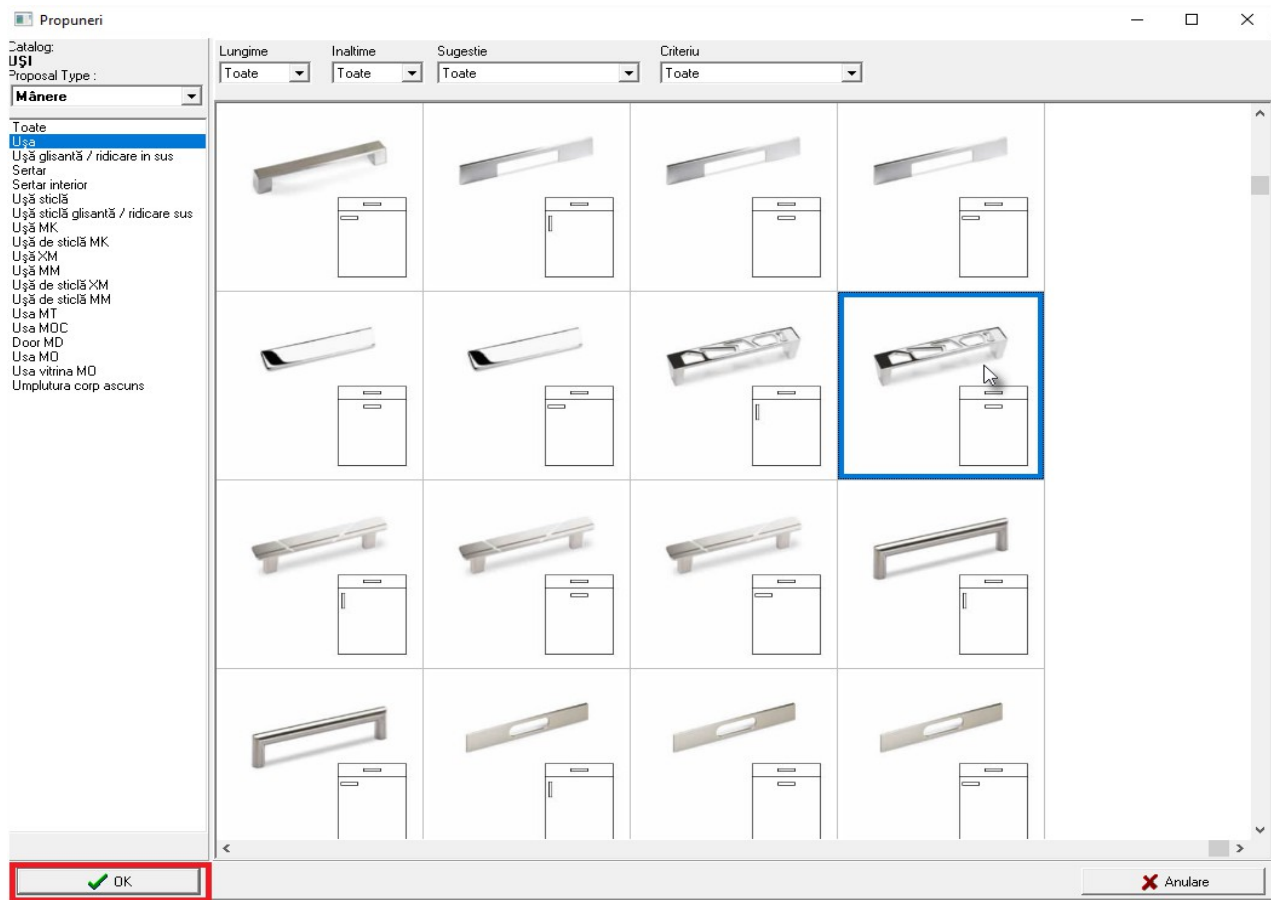 Propuneri
Catalog:
UŞI
Proposal Type :
Mânere
Lungime
Inaltime
Sugestie
Criteriu
Toate
Toate
Toate
Toate
Toate
Uşa
Uşă glisantă / ridicare in sus
Sertar
Sertar interior
Uşă sticlă
Uşă sticlă glisantă / ridicare sus
Uşă MK
Uşă de sticlă MK
Uşă XM
Uşă MM
Uşă de sticlă XM
Uşă de sticlă MM
Usa MT
Usa MOC
Door MD
Usa MO
Usa vitrina MO
Umplutura corp ascuns
OK
Anulare